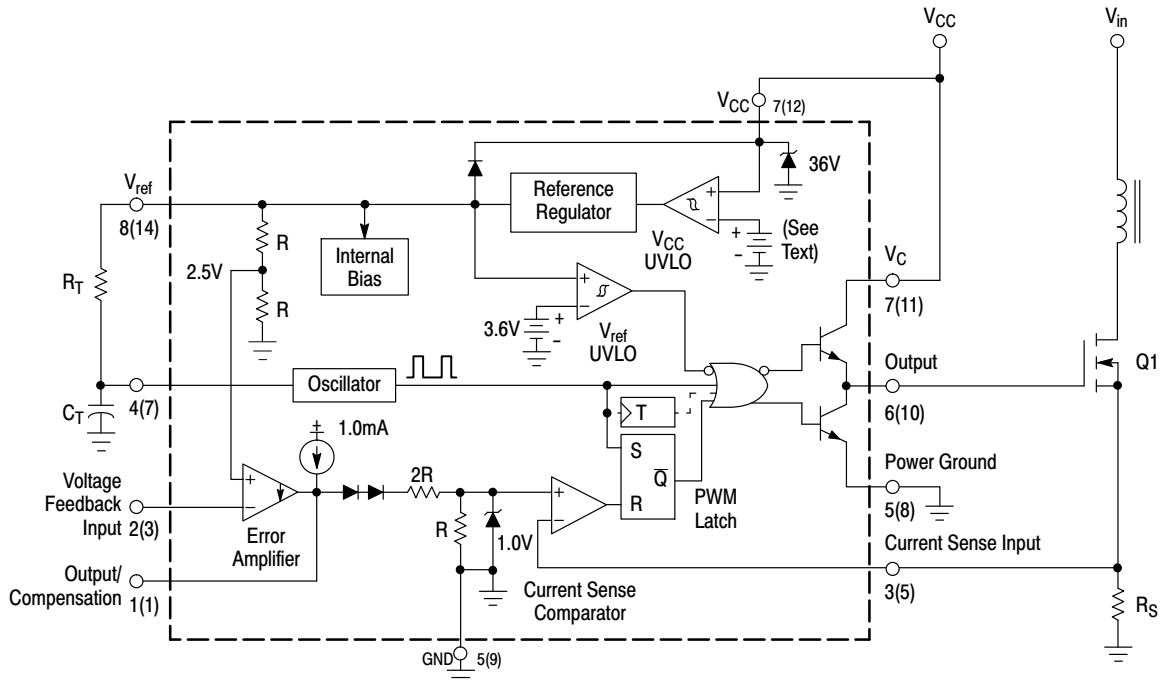 VCC
Vin
VCC 7(12)
36V
Vref
8(14)
Reference
Regulator
+
−
VCC
UVLO
+
-
(See
Text)
R
Internal
Bias
2.5V
R
RT
+
−
3.6V
+
-
Vref
UVLO
VC
7(11)
Q1
Output
6(10)
Oscillator
4(7)
CT
T
1.0mA
S
Q
R
PWM
Latch
Power Ground
5(8)
Voltage
Feedback
Input 2(3)
+
−
Error
Amplifier
2R
R
1.0V
+
−
Current Sense
Comparator
Current Sense Input
3(5)
RS
Output/
Compensation 1(1)
GND 5(9)